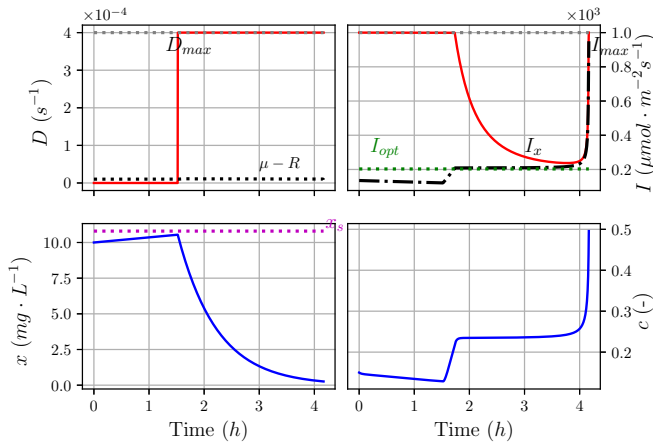 ×10⁻⁴
4
3
2
1
0
D (s⁻¹)
D_max
μ − R
×10³
1.0
0.8
0.6
0.4
0.2
I (μmol · m⁻²s⁻¹)
I_max
I_opt
I_x
10.0
7.5
5.0
2.5
0.0
x (mg · L⁻¹)
x_s
0 1 2 3 4
Time (h)
0.5
0.4
0.3
0.2
c (-)
0 1 2 3 4
Time (h)